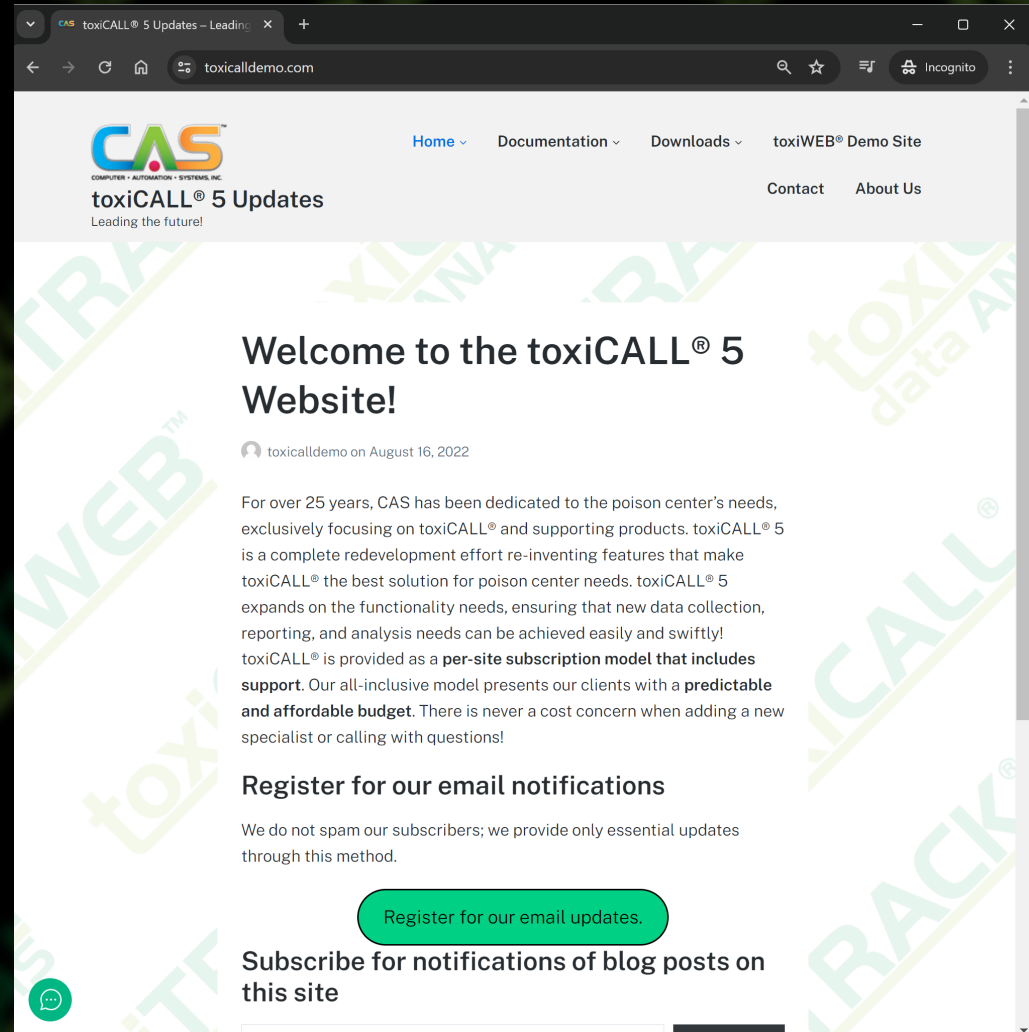 CAS toxiCALL® 5 Updates – Leading
toxicalldemo.com
Incognito
CAS™
COMPUTER • AUTOMATION • SYSTEMS, INC.
toxiCALL® 5 Updates
Leading the future!
Home
Documentation
Downloads
toxiWEB® Demo Site
Contact
About Us
Welcome to the toxiCALL® 5
Website!
toxicalldemo on August 16, 2022
For over 25 years, CAS has been dedicated to the poison center’s needs,
exclusively focusing on toxiCALL® and supporting products. toxiCALL® 5
is a complete redevelopment effort re-inventing features that make
toxiCALL® the best solution for poison center needs. toxiCALL® 5
expands on the functionality needs, ensuring that new data collection,
reporting, and analysis needs can be achieved easily and swiftly!
toxiCALL® is provided as a per-site subscription model that includes
support. Our all-inclusive model presents our clients with a predictable
and affordable budget. There is never a cost concern when adding a new
specialist or calling with questions!
Register for our email notifications
We do not spam our subscribers; we provide only essential updates
through this method.
Register for our email updates.
Subscribe for notifications of blog posts on
this site